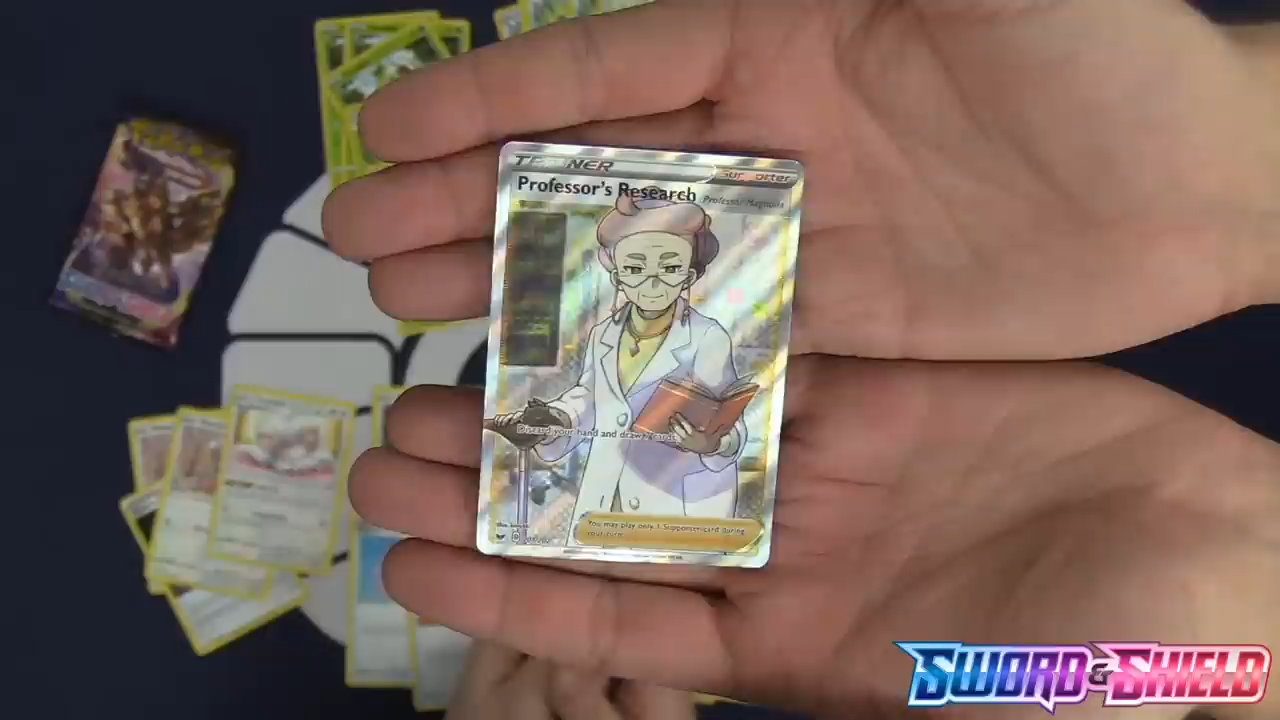 TRAINER
Supporter
Professor's Research
Professor Magnolia
Discard your hand and draw 7 cards.
You may play only 1 Supporter card during
your turn.
SWORD & SHIELD